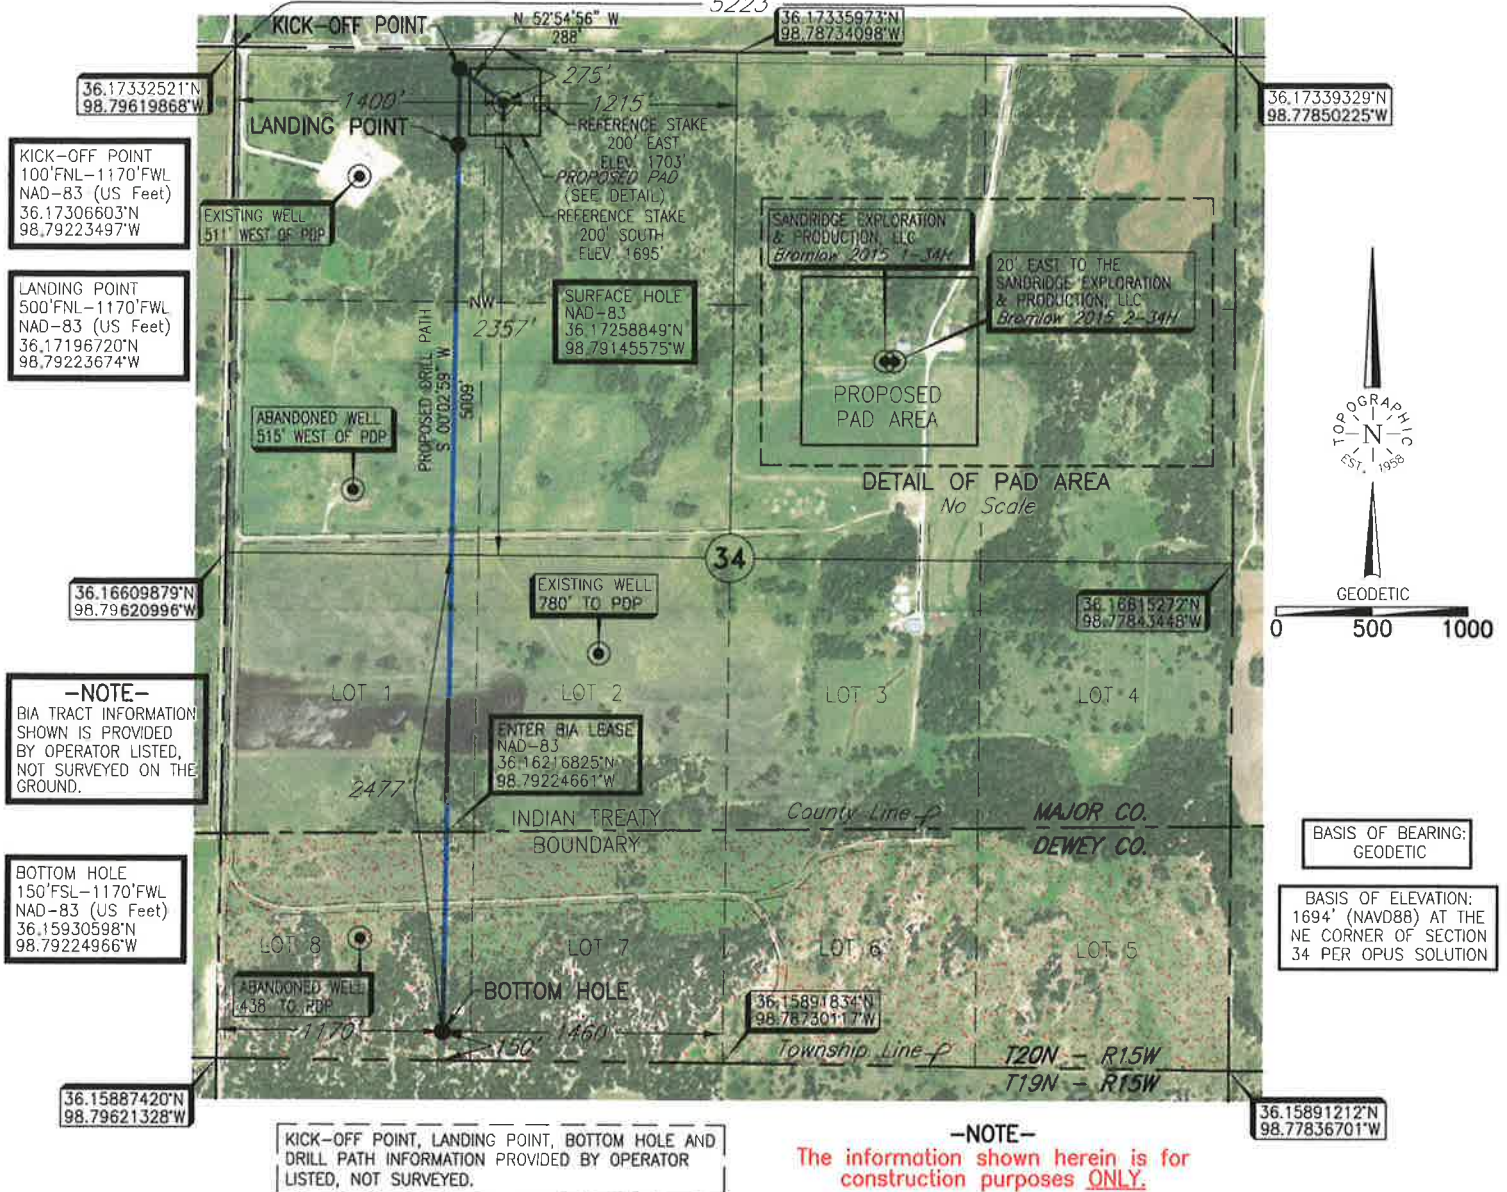 5223'
KICK-OFF POINT
N 52°54'56" W
288'
36.17335973°N
98.78734098°W
36.17332521°N
98.79619868°W
36.17339329°N
98.77850225°W
275'
1400'
1215'
LANDING POINT
REFERENCE STAKE
200' EAST
ELEV. 1703'
PROPOSED PAD
(SEE DETAIL)
REFERENCE STAKE
200' SOUTH
ELEV. 1695'
KICK-OFF POINT
100'FNL-1170'FWL
NAD-83 (US Feet)
36.17306603°N
98.79223497°W
EXISTING WELL
511' WEST OF PDP
SANDRIDGE EXPLORATION
& PRODUCTION, LLC
Bromlow 2015 1-34H
20' EAST TO THE
SANDRIDGE EXPLORATION
& PRODUCTION, LLC
Bromlow 2015 2-34H
LANDING POINT
500'FNL-1170'FWL
NAD-83 (US Feet)
36.17196720°N
98.79223674°W
NW
2357'
SURFACE HOLE
NAD-83
36.17258849°N
98.79145575°W
PROPOSED DRILL PATH
S 00°02'59" W
5009'
PROPOSED
PAD AREA
ABANDONED WELL
515' WEST OF PDP
DETAIL OF PAD AREA
No Scale
TOPOGRAPHIC
N
EST. 1958
GEODETIC
0 500 1000
34
36.16609879°N
98.79620996°W
EXISTING WELL
780' TO PDP
36.16615272°N
98.77843448°W
-NOTE-
BIA TRACT INFORMATION
SHOWN IS PROVIDED
BY OPERATOR LISTED,
NOT SURVEYED ON THE
GROUND.
LOT 1
LOT 2
LOT 3
LOT 4
ENTER BIA LEASE
NAD-83
36.16216825°N
98.79224661°W
2477'
INDIAN TREATY
BOUNDARY
County Line
MAJOR CO.
DEWEY CO.
BASIS OF BEARING:
GEODETIC
BOTTOM HOLE
150'FSL-1170'FWL
NAD-83 (US Feet)
36.15930598°N
98.79224966°W
BASIS OF ELEVATION:
1694' (NAVD88) AT THE
NE CORNER OF SECTION
34 PER OPUS SOLUTION
LOT 8
LOT 7
LOT 6
LOT 5
ABANDONED WELL
438' TO PDP
BOTTOM HOLE
36.15891834°N
98.78730117°W
1170'
150'
1460'
Township Line
T20N - R15W
T19N - R15W
36.15887420°N
98.79621328°W
36.15891212°N
98.77836701°W
KICK-OFF POINT, LANDING POINT, BOTTOM HOLE AND
DRILL PATH INFORMATION PROVIDED BY OPERATOR
LISTED, NOT SURVEYED.
-NOTE-
The information shown herein is for
construction purposes ONLY.